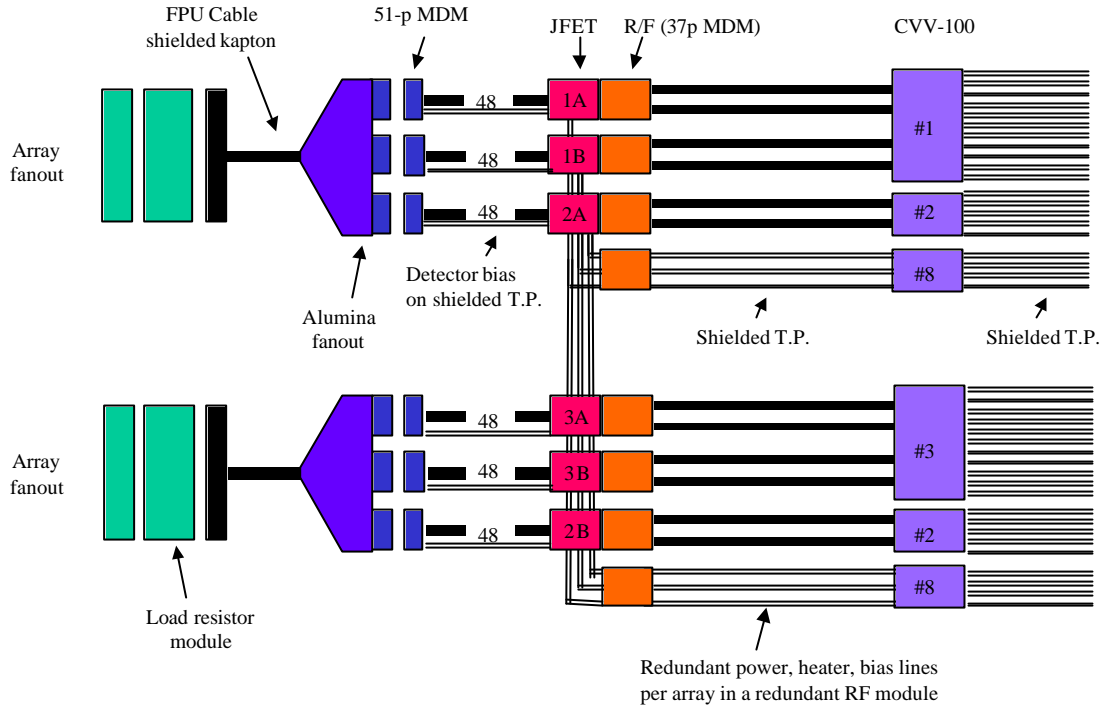 FPU Cable
shielded kapton
51-p MDM
JFET
R/F (37p MDM)
CVV-100
Array
fanout
48
1A
#1
48
1B
48
2A
#2
#8
Detector bias
on shielded T.P.
Alumina
fanout
Shielded T.P.
Shielded T.P.
Array
fanout
48
3A
#3
48
3B
48
2B
#2
#8
Load resistor
module
Redundant power, heater, bias lines
per array in a redundant RF module